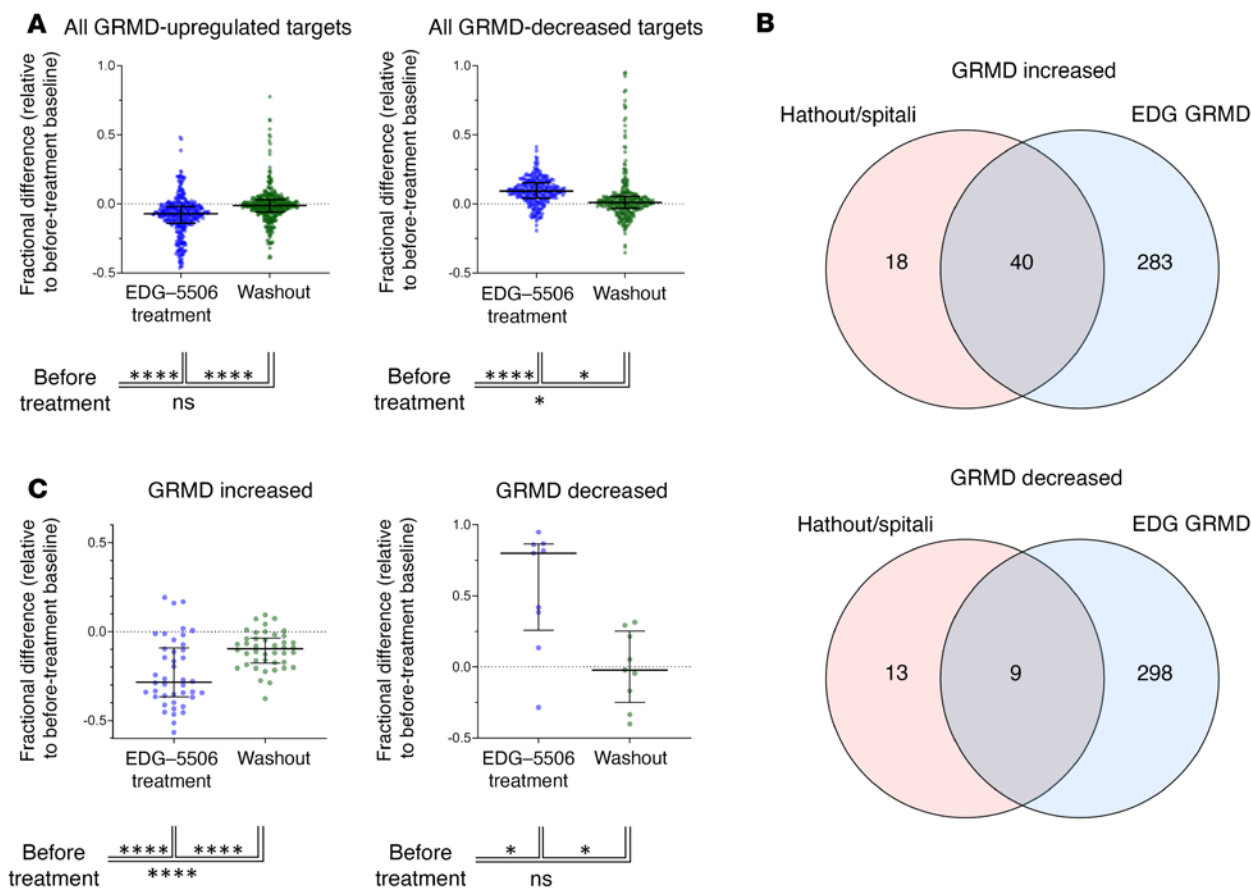 A All GRMD-upregulated targets
Fractional difference (relative
to before-treatment baseline)
1.0
0.5
0.0
-0.5
EDG–5506
treatment
Washout
Before
treatment
**** ****
ns
All GRMD-decreased targets
Fractional difference (relative
to before-treatment baseline)
1.0
0.5
0.0
-0.5
EDG–5506
treatment
Washout
Before
treatment
**** *
*
B
GRMD increased
Hathout/spitali EDG GRMD
18 40 283
GRMD decreased
Hathout/spitali EDG GRMD
13 9 298
C GRMD increased
Fractional difference (relative
to before-treatment baseline)
0.5
0.0
-0.5
EDG–5506
treatment
Washout
Before
treatment
**** ****
****
GRMD decreased
Fractional difference (relative
to before-treatment baseline)
1.0
0.5
0.0
-0.5
EDG–5506
treatment
Washout
Before
treatment
* *
ns